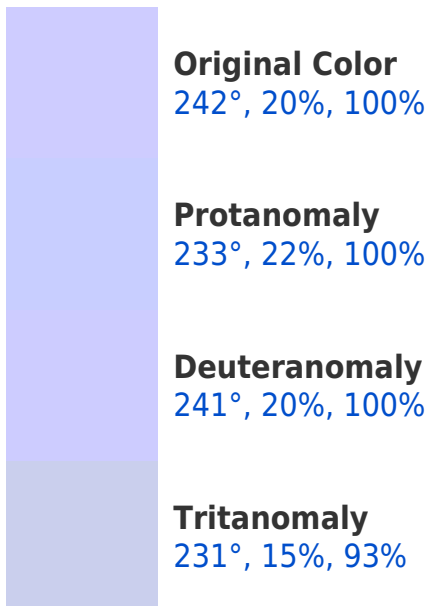 Original Color
242°, 20%, 100%
Protanomaly
233°, 22%, 100%
Deuteranomaly
241°, 20%, 100%
Tritanomaly
231°, 15%, 93%